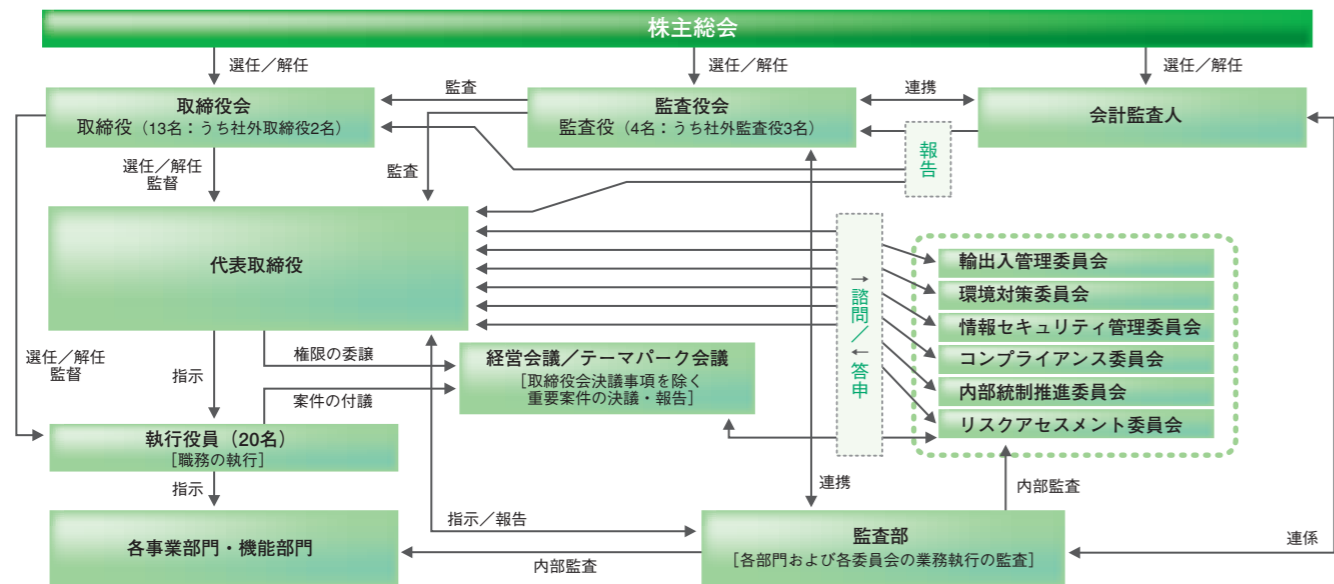 株主総会
選任／解任
選任／解任
選任／解任
取締役会
取締役（13名：うち社外取締役2名）
監査
監査役会
監査役（4名：うち社外監査役3名）
連携
会計監査人
報告
選任／解任
監督
監査
代表取締役
→諮問／←答申
輸出入管理委員会
環境対策委員会
情報セキュリティ管理委員会
コンプライアンス委員会
内部統制推進委員会
リスクアセスメント委員会
選任／解任
監督
指示
権限の委譲
案件の付議
経営会議／テーマパーク会議
［取締役会決議事項を除く
重要案件の決議・報告］
執行役員（20名）
［職務の執行］
指示
指示／報告
連携
内部監査
各事業部門・機能部門
内部監査
監査部
［各部門および各委員会の業務執行の監査］
連係